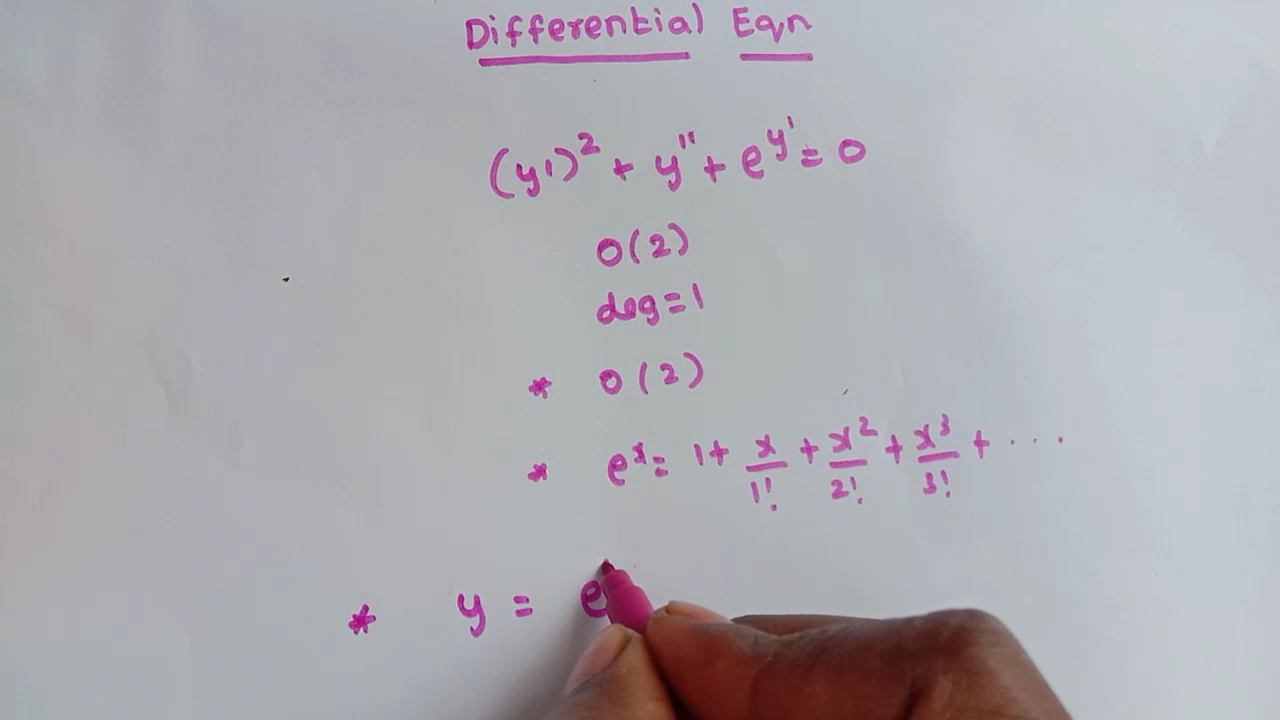 Differential Eqn
(y')² + y'' + e^y' = 0
O(2)
deg = 1
* O(2)
* e^x = 1 + x/1! + x²/2! + x³/3! + ....
* y = e